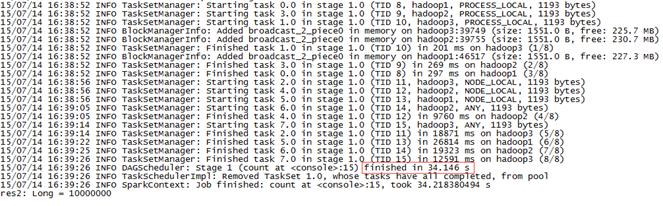 15/07/14 16:38:52 INFO TaskSetManager: Starting task 0.0 in stage 1.0 (TID 8, hadoop1, PROCESS_LOCAL, 1193 bytes)
15/07/14 16:38:52 INFO TaskSetManager: Starting task 3.0 in stage 1.0 (TID 9, hadoop2, PROCESS_LOCAL, 1193 bytes)
15/07/14 16:38:52 INFO TaskSetManager: Starting task 1.0 in stage 1.0 (TID 10, hadoop3, PROCESS_LOCAL, 1193 bytes)
15/07/14 16:38:52 INFO BlockManagerInfo: Added broadcast_2_piece0 in memory on hadoop3:39749 (size: 1551.0 B, free: 225.7 MB)
15/07/14 16:38:52 INFO BlockManagerInfo: Added broadcast_2_piece0 in memory on hadoop2:39755 (size: 1551.0 B, free: 230.7 MB)
15/07/14 16:38:52 INFO TaskSetManager: Finished task 1.0 in stage 1.0 (TID 10) in 201 ms on hadoop3 (1/8)
15/07/14 16:38:52 INFO BlockManagerInfo: Added broadcast_2_piece0 in memory on hadoop1:46517 (size: 1551.0 B, free: 227.3 MB)
15/07/14 16:38:52 INFO TaskSetManager: Finished task 3.0 in stage 1.0 (TID 9) in 269 ms on hadoop2 (2/8)
15/07/14 16:38:52 INFO TaskSetManager: Finished task 0.0 in stage 1.0 (TID 8) in 297 ms on hadoop1 (3/8)
15/07/14 16:38:56 INFO TaskSetManager: Starting task 2.0 in stage 1.0 (TID 11, hadoop3, NODE_LOCAL, 1193 bytes)
15/07/14 16:38:56 INFO TaskSetManager: Starting task 4.0 in stage 1.0 (TID 12, hadoop2, NODE_LOCAL, 1193 bytes)
15/07/14 16:38:58 INFO TaskSetManager: Starting task 5.0 in stage 1.0 (TID 13, hadoop1, NODE_LOCAL, 1193 bytes)
15/07/14 16:39:05 INFO TaskSetManager: Starting task 6.0 in stage 1.0 (TID 14, hadoop2, ANY, 1193 bytes)
15/07/14 16:39:05 INFO TaskSetManager: Finished task 4.0 in stage 1.0 (TID 12) in 9760 ms on hadoop2 (4/8)
15/07/14 16:39:14 INFO TaskSetManager: Starting task 7.0 in stage 1.0 (TID 15, hadoop3, ANY, 1193 bytes)
15/07/14 16:39:14 INFO TaskSetManager: Finished task 2.0 in stage 1.0 (TID 11) in 18871 ms on hadoop3 (5/8)
15/07/14 16:39:22 INFO TaskSetManager: Finished task 5.0 in stage 1.0 (TID 13) in 26814 ms on hadoop1 (6/8)
15/07/14 16:39:25 INFO TaskSetManager: Finished task 6.0 in stage 1.0 (TID 14) in 19323 ms on hadoop2 (7/8)
15/07/14 16:39:26 INFO TaskSetManager: Finished task 7.0 in stage 1.0 (TID 15) in 12591 ms on hadoop3 (8/8)
15/07/14 16:39:26 INFO DAGScheduler: Stage 1 (count at <console>:15) finished in 34.146 s
15/07/14 16:39:26 INFO TaskSchedulerImpl: Removed TaskSet 1.0, whose tasks have all completed, from pool
15/07/14 16:39:26 INFO SparkContext: Job finished: count at <console>:15, took 34.218380494 s
res2: Long = 10000000